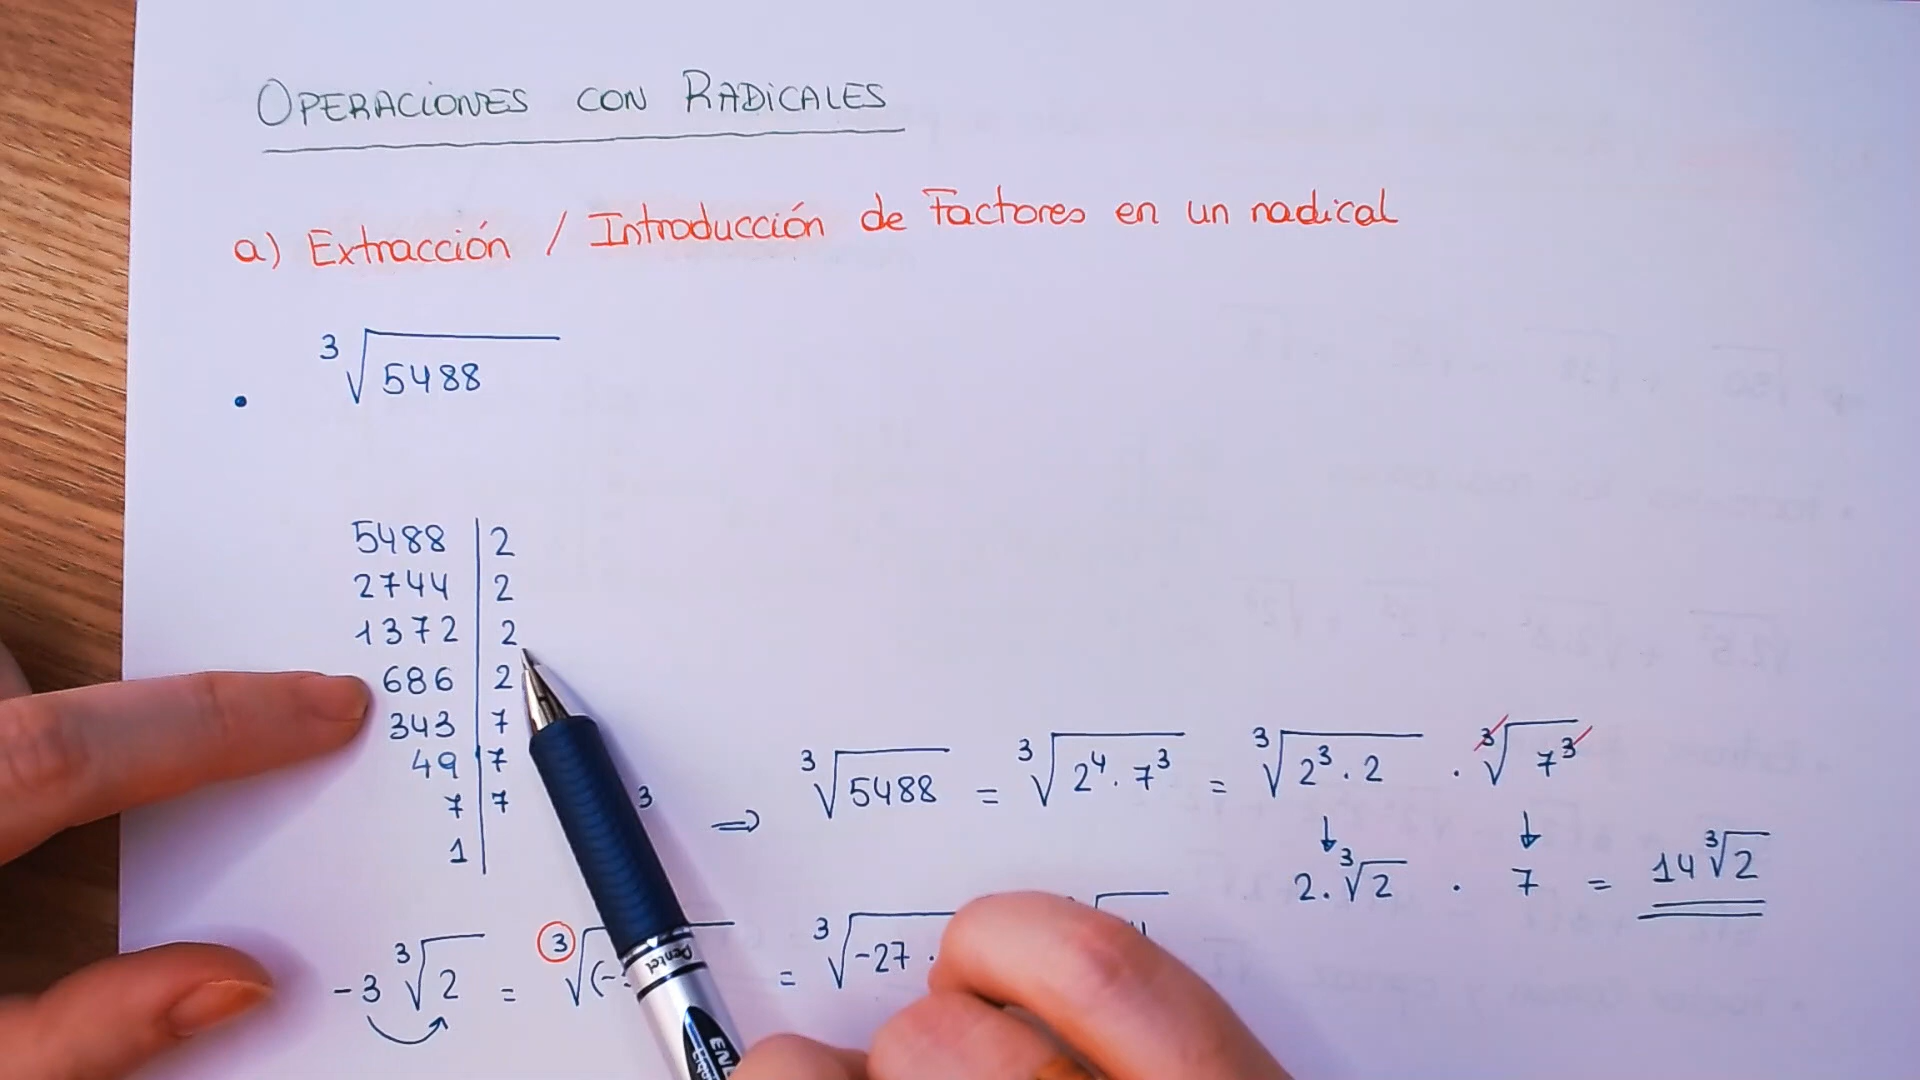 OPERACIONES CON RADICALES
a) Extracción / Introducción de Factores en un radical
• ∛5488
5488 | 2
2744 | 2
1372 | 2
686 | 2
343 | 7
49 | 7
7 | 7
1 |
3
⇒ ∛5488 = ∛(2⁴ · 7³) = ∛(2³ · 2) · ∛(7³)
↓ ↓
2 · ∛2 · 7 = 14 ∛2
-3 ∛2 = ∛(- = ∛-27 ·
Pentel